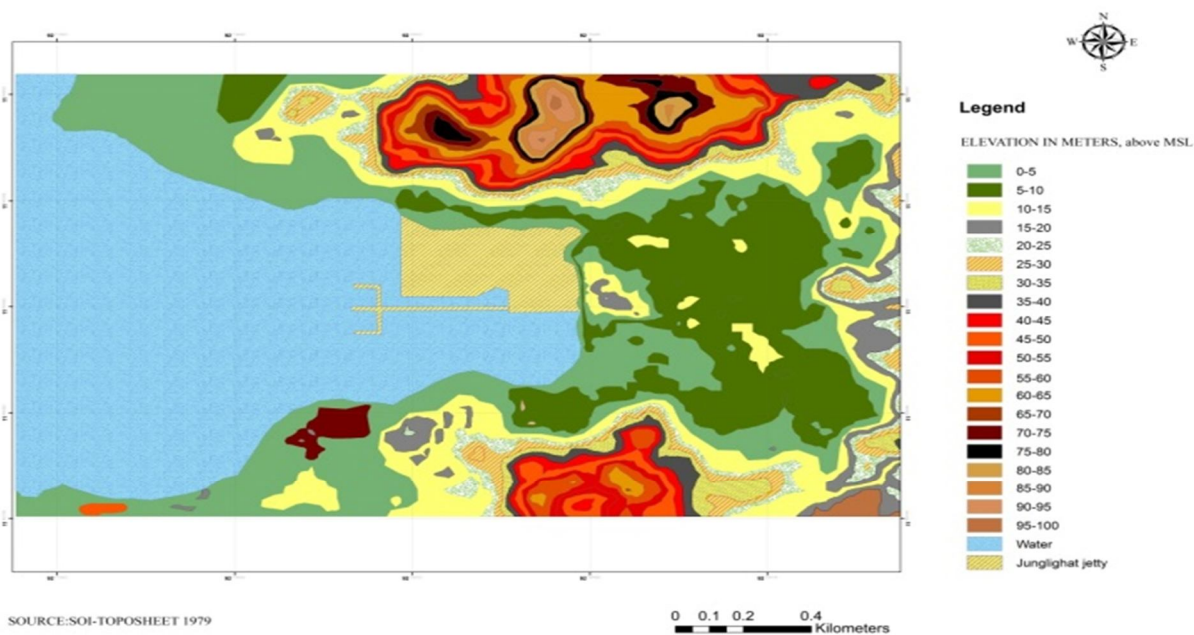 N
W E
S
Legend
ELEVATION IN METERS, above MSL
0-5
5-10
10-15
15-20
20-25
25-30
30-35
35-40
40-45
45-50
50-55
55-60
60-65
65-70
70-75
75-80
80-85
85-90
90-95
95-100
Water
Junglighat jetty
SOURCE:SOI-TOPOSHEET 1979
0 0.1 0.2 0.4
Kilometers